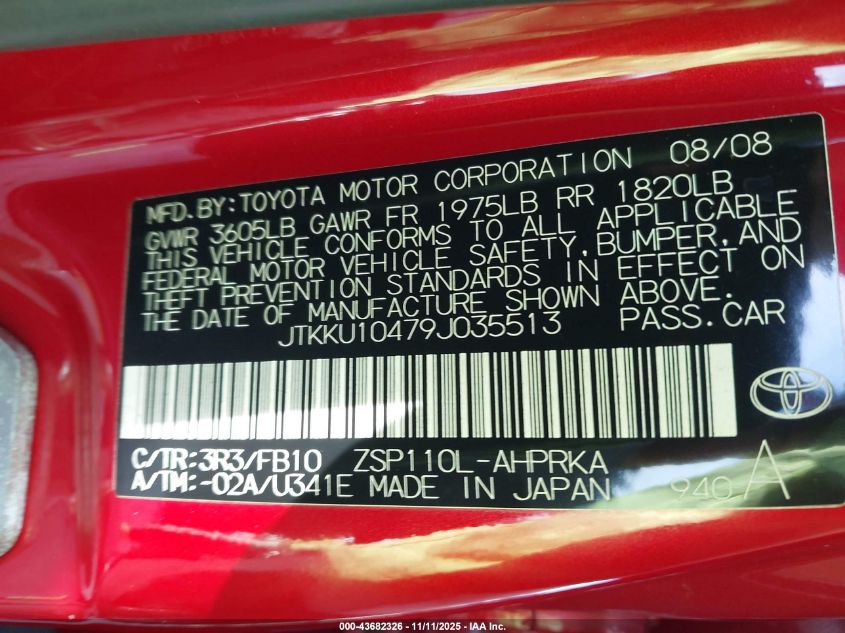 MFD. BY: TOYOTA MOTOR CORPORATION 08/08
GVWR 3605LB GAWR FR 1975LB RR 1820LB
THIS VEHICLE CONFORMS TO ALL APPLICABLE
FEDERAL MOTOR VEHICLE SAFETY, BUMPER, AND
THEFT PREVENTION STANDARDS IN EFFECT ON
THE DATE OF MANUFACTURE SHOWN ABOVE.
JTKKU10479J035513 PASS. CAR
C/TR: 3R3/FB10 ZSP110L-AHPRKA
A/TM: -02A/U341E MADE IN JAPAN 940 A
000-43682326 - 11/11/2025 - IAA Inc.